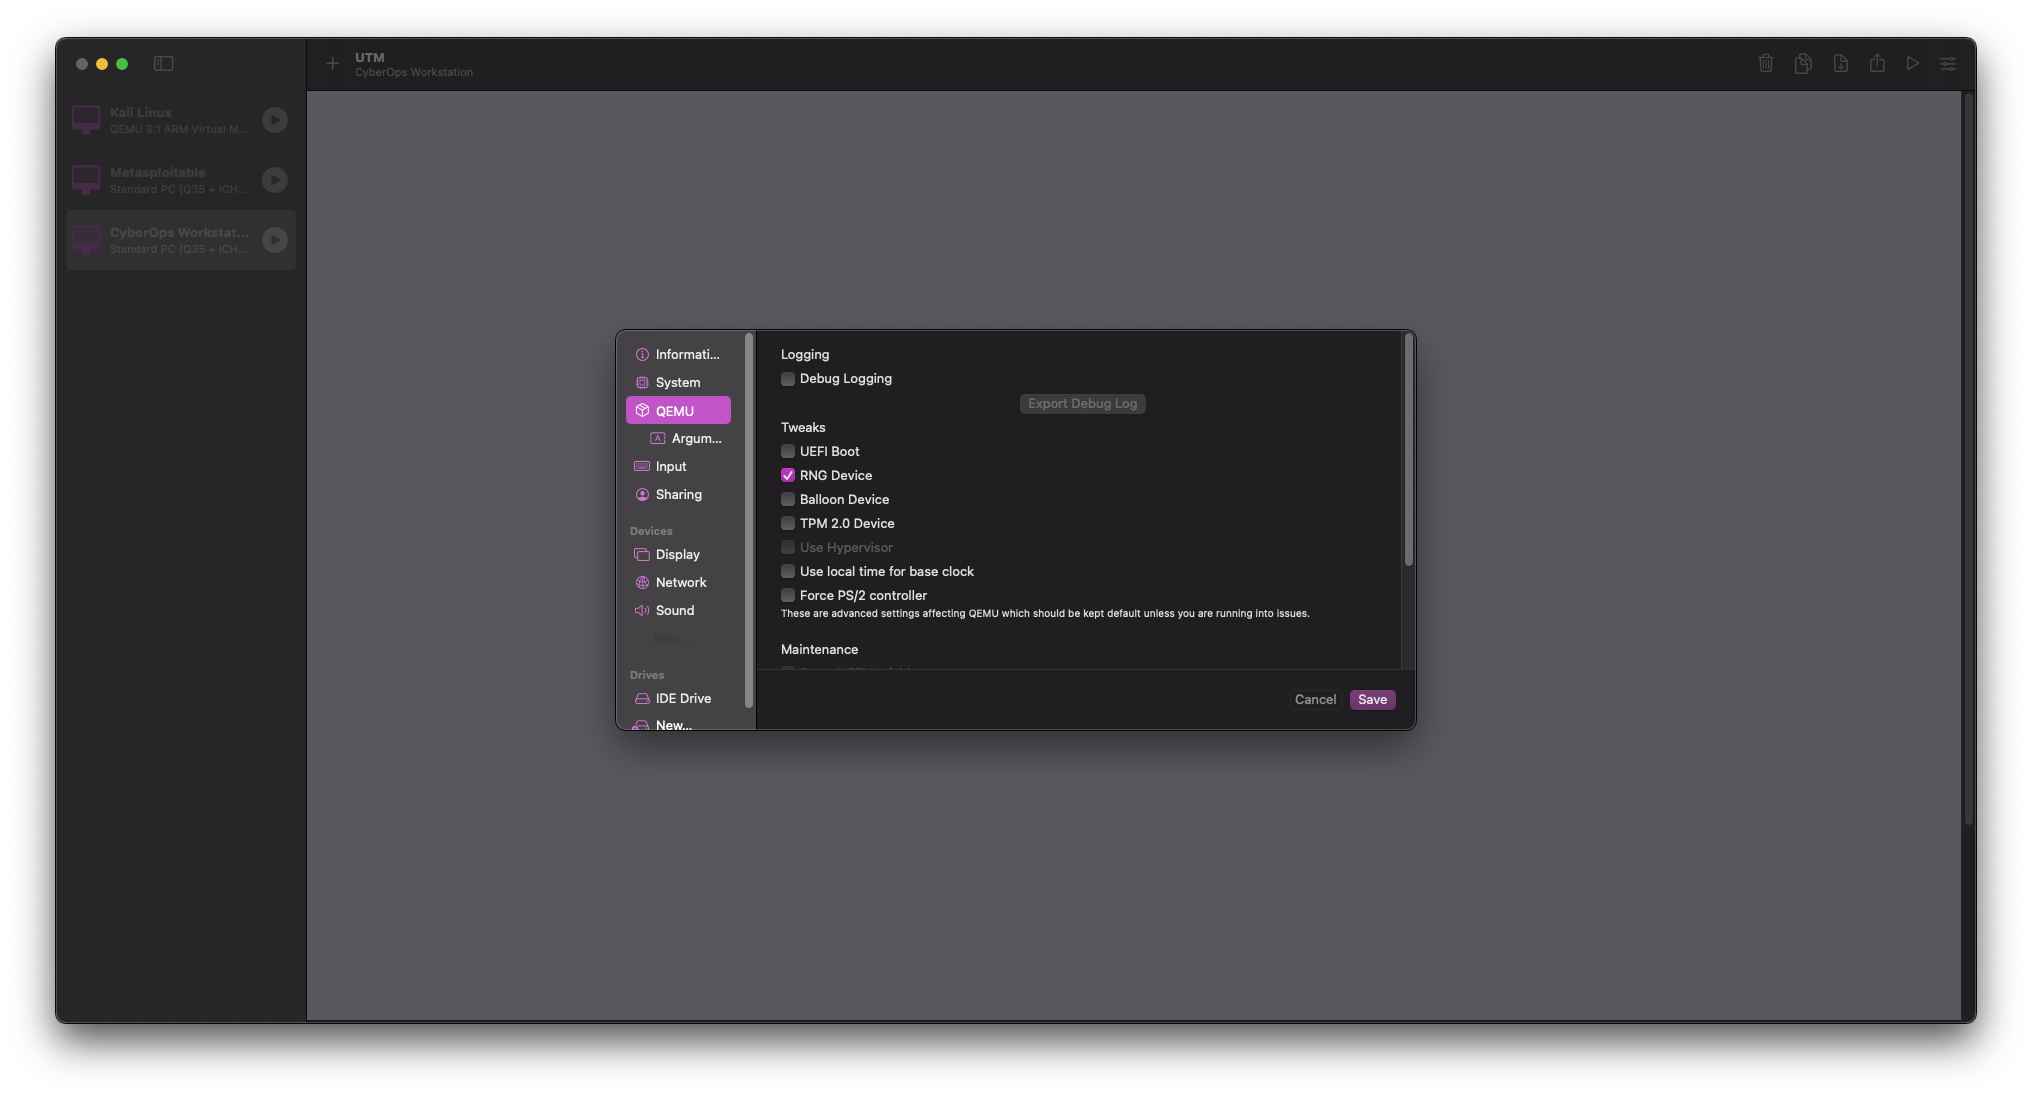 UTM
CyberOps Workstation
Kali Linux
QEMU 9.1 ARM Virtual M...
Metasploitable
Standard PC (Q35 + ICH...
CyberOps Workstat...
Standard PC (Q35 + ICH...
Informati...
System
QEMU
Argum...
Input
Sharing
Devices
Display
Network
Sound
New...
Drives
IDE Drive
New...
Logging
Debug Logging
Export Debug Log
Tweaks
UEFI Boot
RNG Device
Balloon Device
TPM 2.0 Device
Use Hypervisor
Use local time for base clock
Force PS/2 controller
These are advanced settings affecting QEMU which should be kept default unless you are running into issues.
Maintenance
Cancel
Save